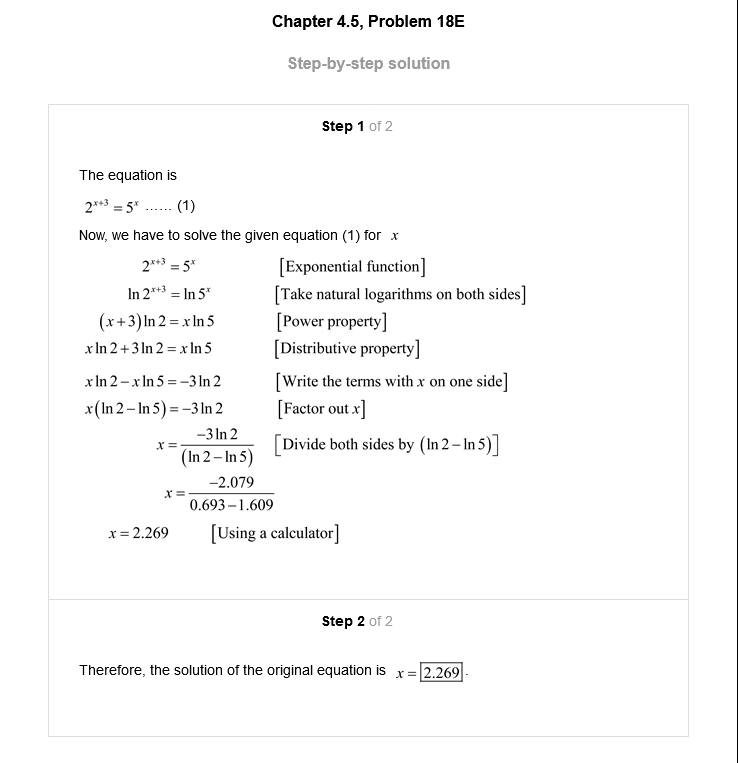 Chapter 4.5, Problem 18E
Step-by-step solution
Step 1 of 2
The equation is
2^{x+3} = 5^x ...... (1)
Now, we have to solve the given equation (1) for x
2^{x+3} = 5^x [Exponential function]
ln 2^{x+3} = ln 5^x [Take natural logarithms on both sides]
(x+3) ln 2 = x ln 5 [Power property]
x ln 2 + 3 ln 2 = x ln 5 [Distributive property]
x ln 2 − x ln 5 = −3 ln 2 [Write the terms with x on one side]
x(ln 2 − ln 5) = −3 ln 2 [Factor out x]
x = \frac{−3 ln 2}{(ln 2 − ln 5)} [Divide both sides by (ln 2 − ln 5)]
x = \frac{−2.079}{0.693 − 1.609}
x = 2.269 [Using a calculator]
Step 2 of 2
Therefore, the solution of the original equation is x = 2.269.